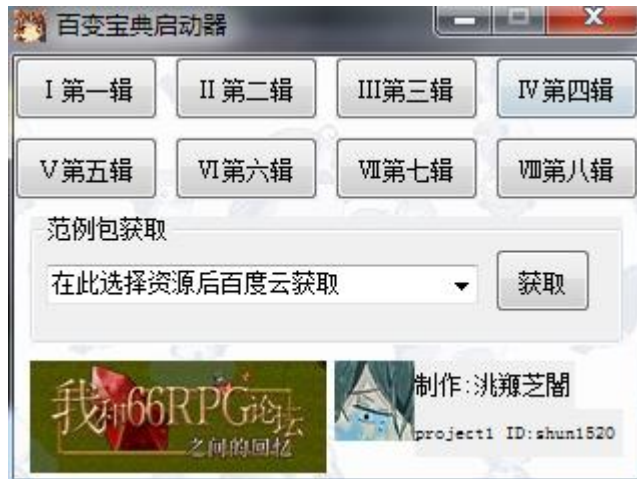 百变宝典启动器
Ⅰ 第一辑
Ⅱ 第二辑
Ⅲ第三辑
Ⅳ第四辑
Ⅴ第五辑
Ⅵ第六辑
Ⅶ第七辑
Ⅷ第八辑
范例包获取
在此选择资源后百度云获取
获取
我和66RPG论坛
之间的回忆
制作:洮羱芝闇
project1 ID:shun1520